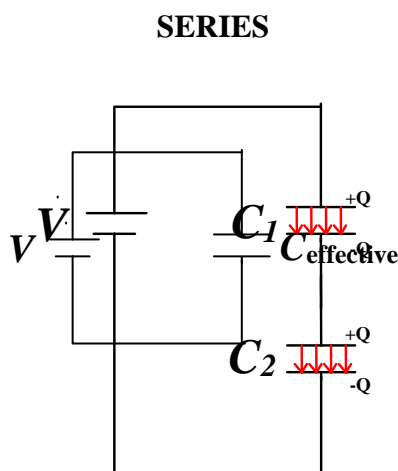 SERIES
+Q
V
C1
V
Ceffective
-Q
+Q
C2
-Q